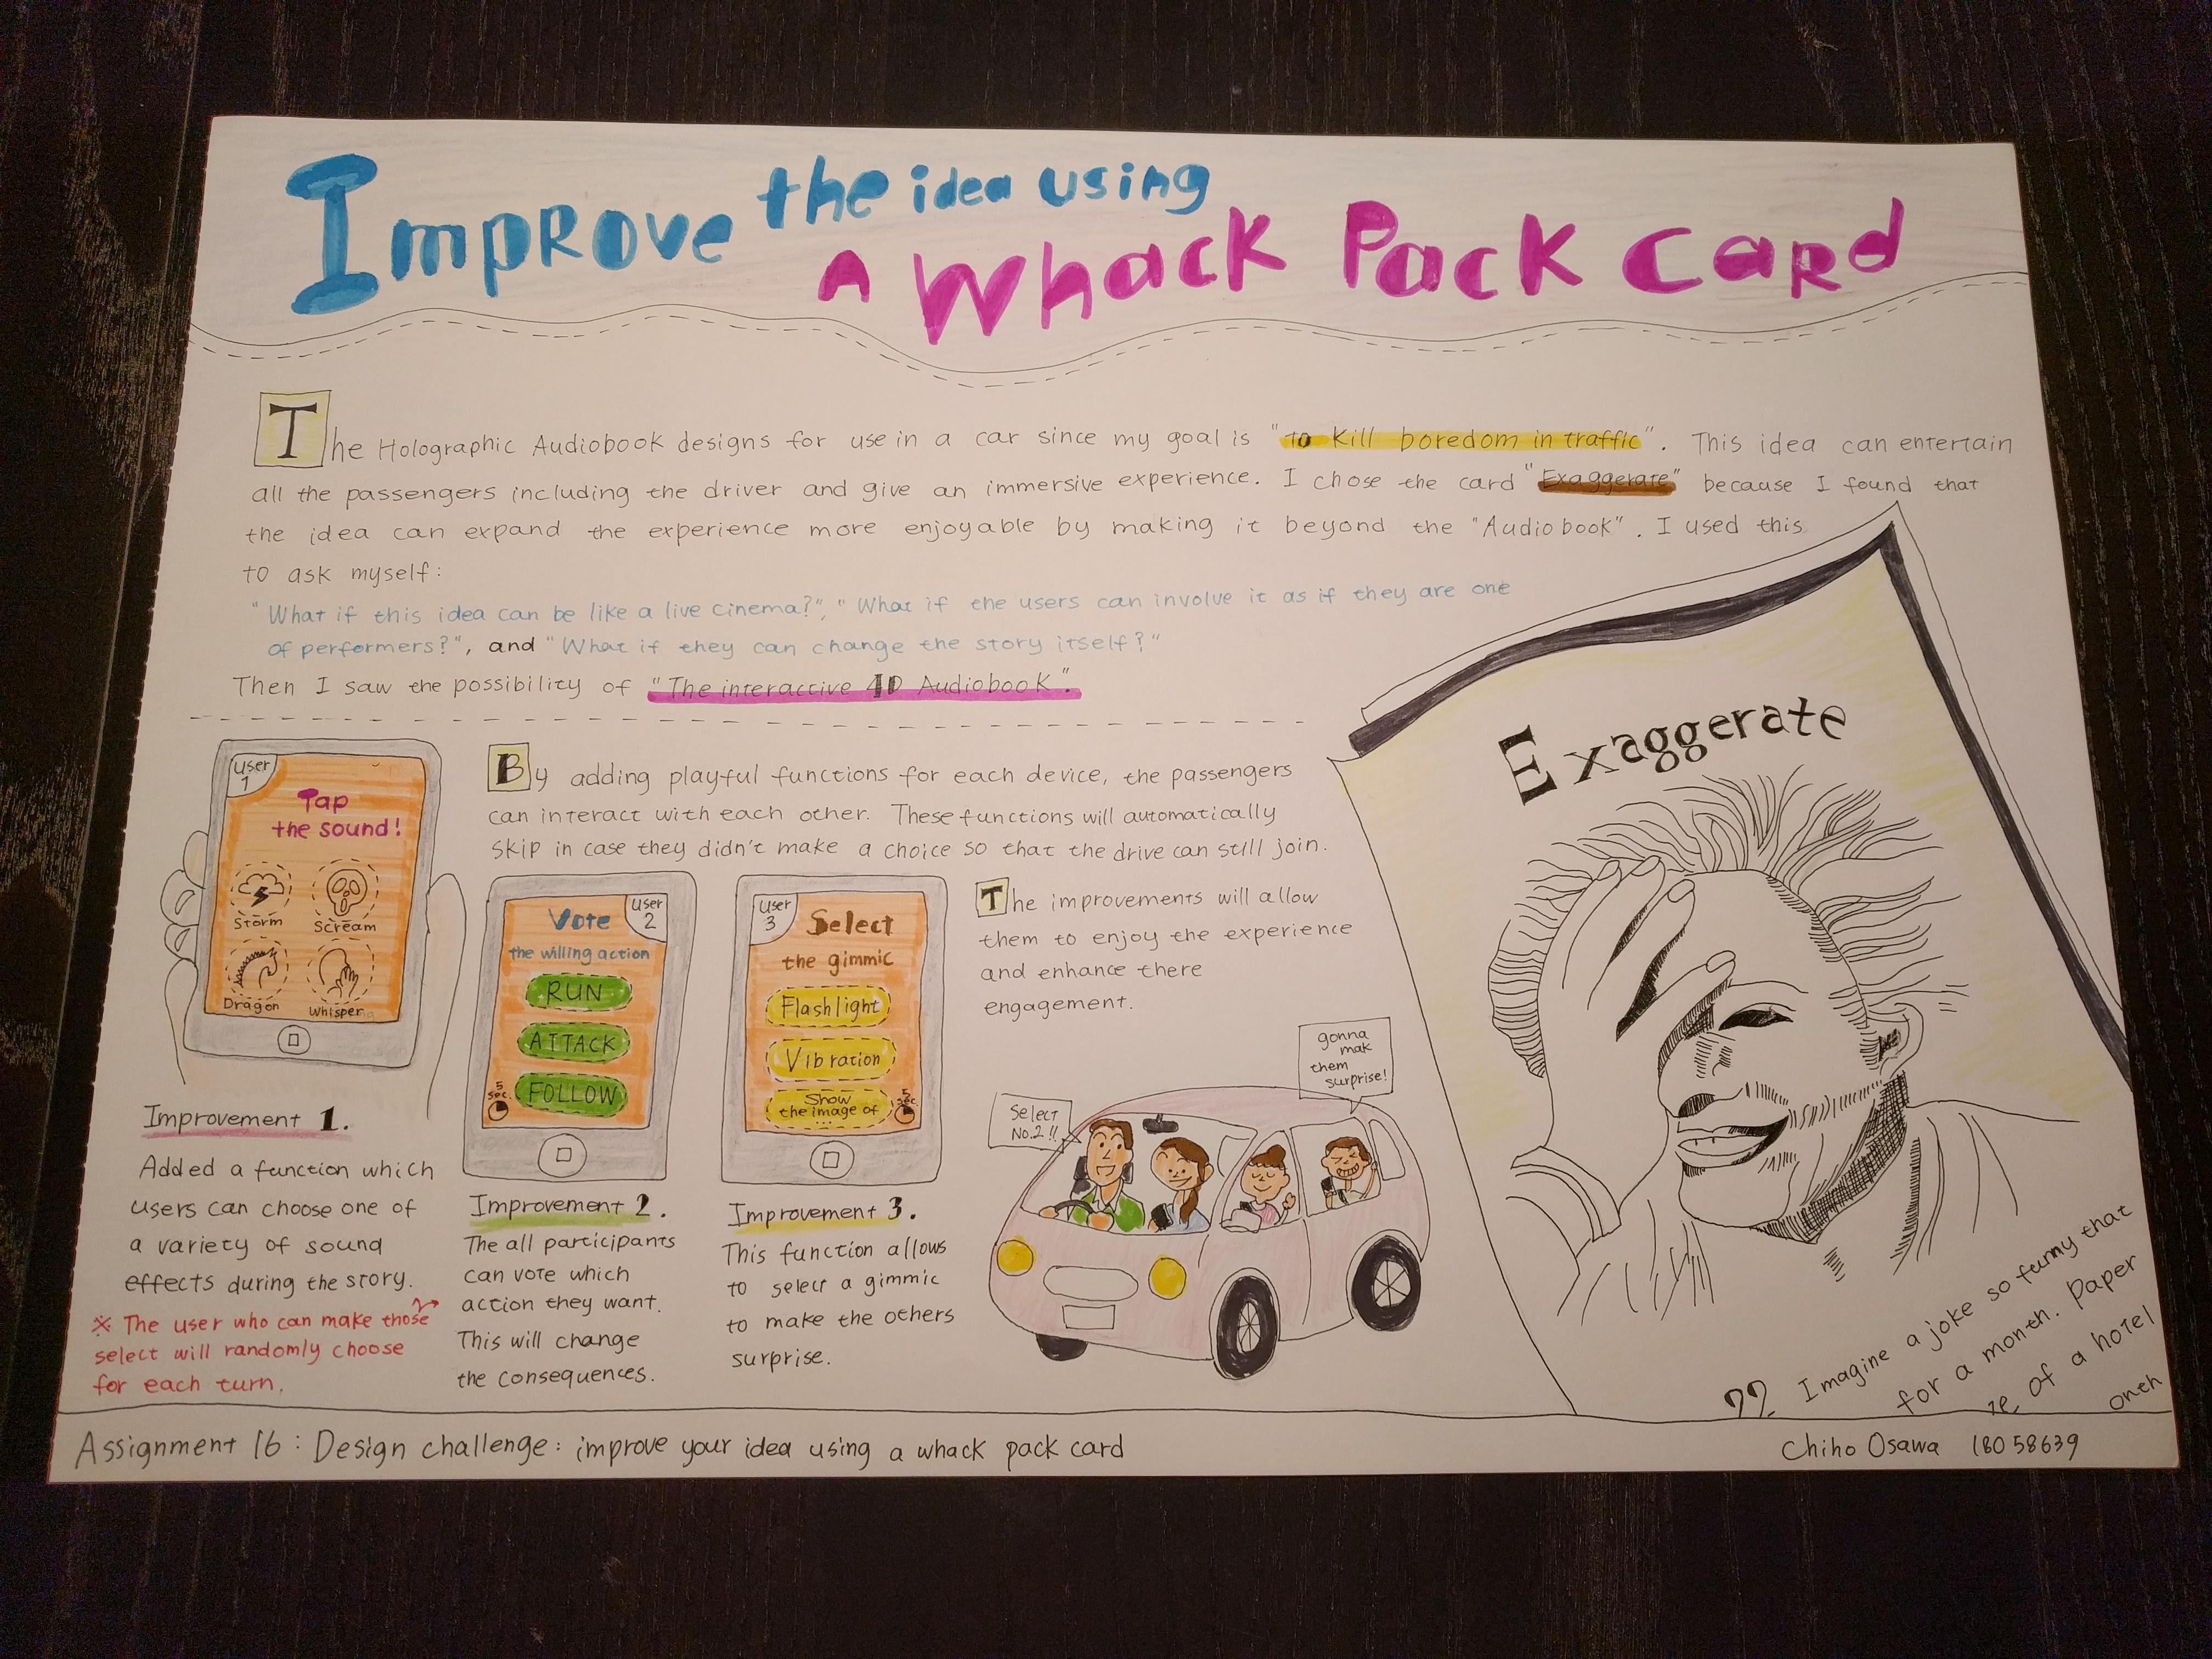 Improve the idea using
A Whack Pack Card
The Holographic Audiobook designs for use in a car since my goal is "to kill boredom in traffic". This idea can entertain
all the passengers including the driver and give an immersive experience. I chose the card "Exaggerate" because I found that
the idea can expand the experience more enjoyable by making it beyond the "Audiobook". I used this
to ask myself:
"What if this idea can be like a live cinema?", "What if the users can involve it as if they are one
of performers?", and "What if they can change the story itself?"
Then I saw the possibility of "The interactive 4D Audiobook".
User 1
Tap
the sound!
Storm
Scream
Dragon
Whisper
Improvement 1.
Added a function which
users can choose one of
a variety of sound
effects during the story.
※ The user who can make those
select will randomly choose
for each turn.
By adding playful functions for each device, the passengers
can interact with each other. These functions will automatically
skip in case they didn't make a choice so that the drive can still join.
User 2
Vote
the willing action
RUN
ATTACK
FOLLOW
5 sec.
Improvement 2.
The all participants
can vote which
action they want.
This will change
the consequences.
User 3
Select
the gimmic
Flashlight
Vibration
Show
the image of
...
5 sec.
Improvement 3.
This function allows
to select a gimmic
to make the others
surprise.
The improvements will allow
them to enjoy the experience
and enhance there
engagement.
Select
No.2!!
gonna
mak
them
surprise!
Exaggerate
22. Imagine a joke so funny that
for a month. Paper
re, of a hotel
onth
Assignment 16: Design challenge: improve your idea using a whack pack card
Chiho Osawa 18058639